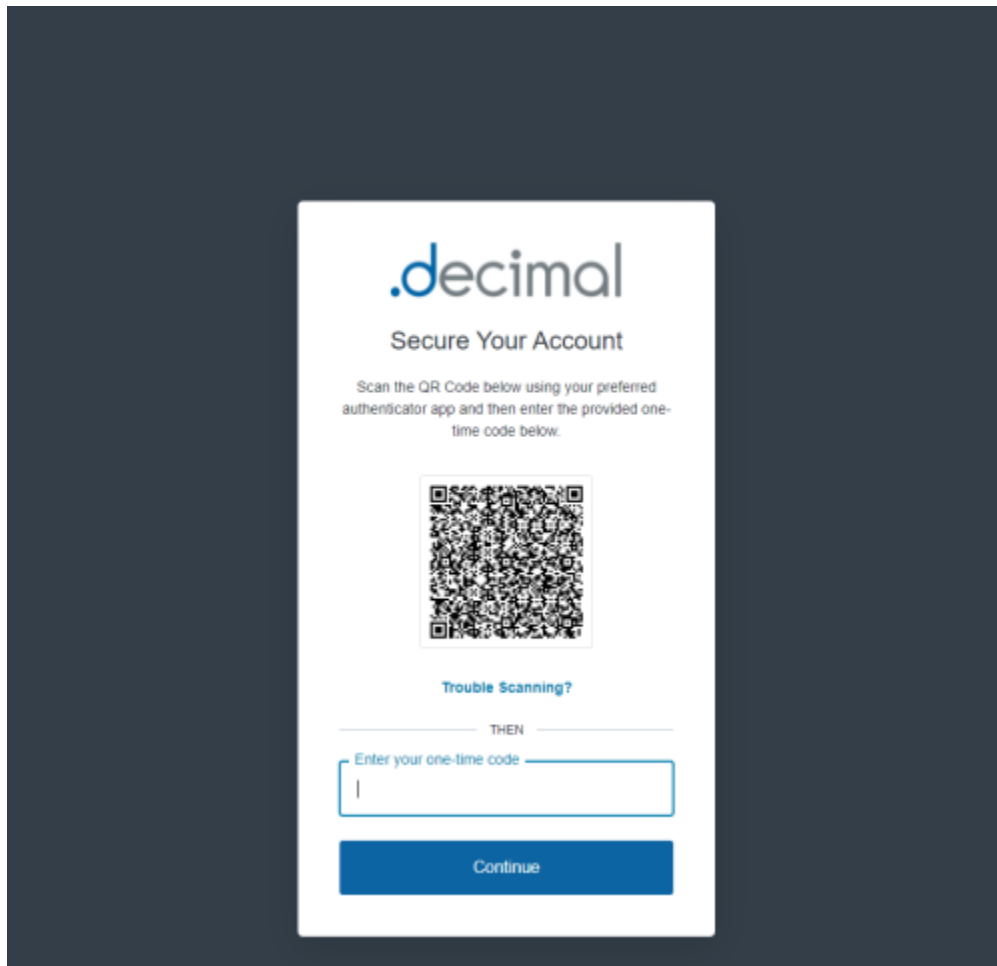 .decimal
Secure Your Account
Scan the QR Code below using your preferred
authenticator app and then enter the provided one-
time code below.
Trouble Scanning?
THEN
Enter your one-time code
Continue